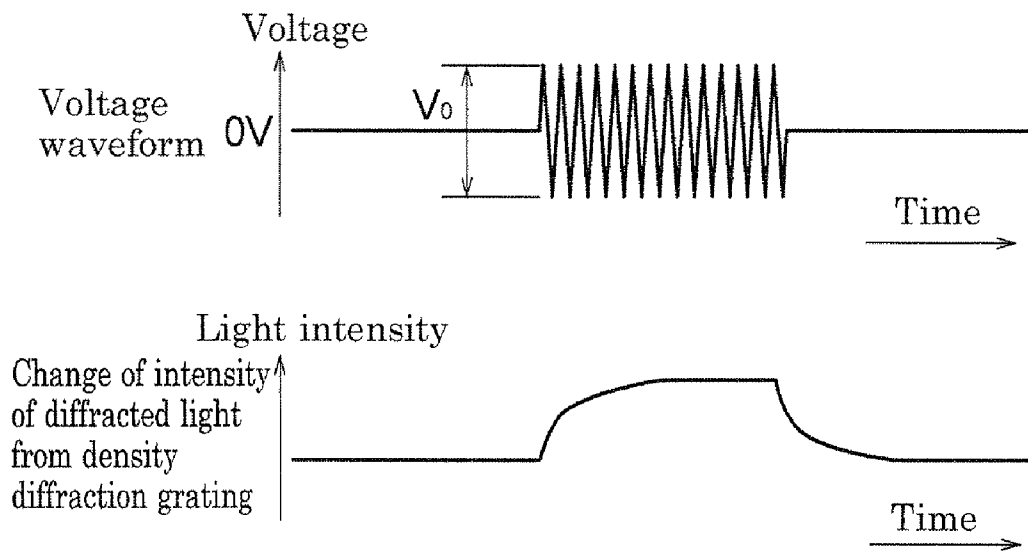 Voltage
Voltage
waveform
0V
V₀
Time
Light intensity
Change of intensity
of diffracted light
from density
diffraction grating
Time